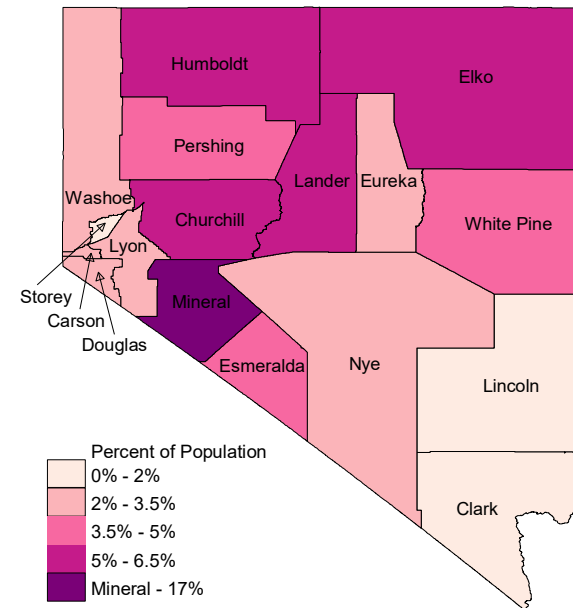 Humboldt
Elko
Pershing
Lander
Eureka
Washoe
White Pine
Churchill
Lyon
Storey
Mineral
Carson
Douglas
Esmeralda
Nye
Lincoln
Percent of Population
0% - 2%
2% - 3.5%
3.5% - 5%
5% - 6.5%
Mineral - 17%
Clark